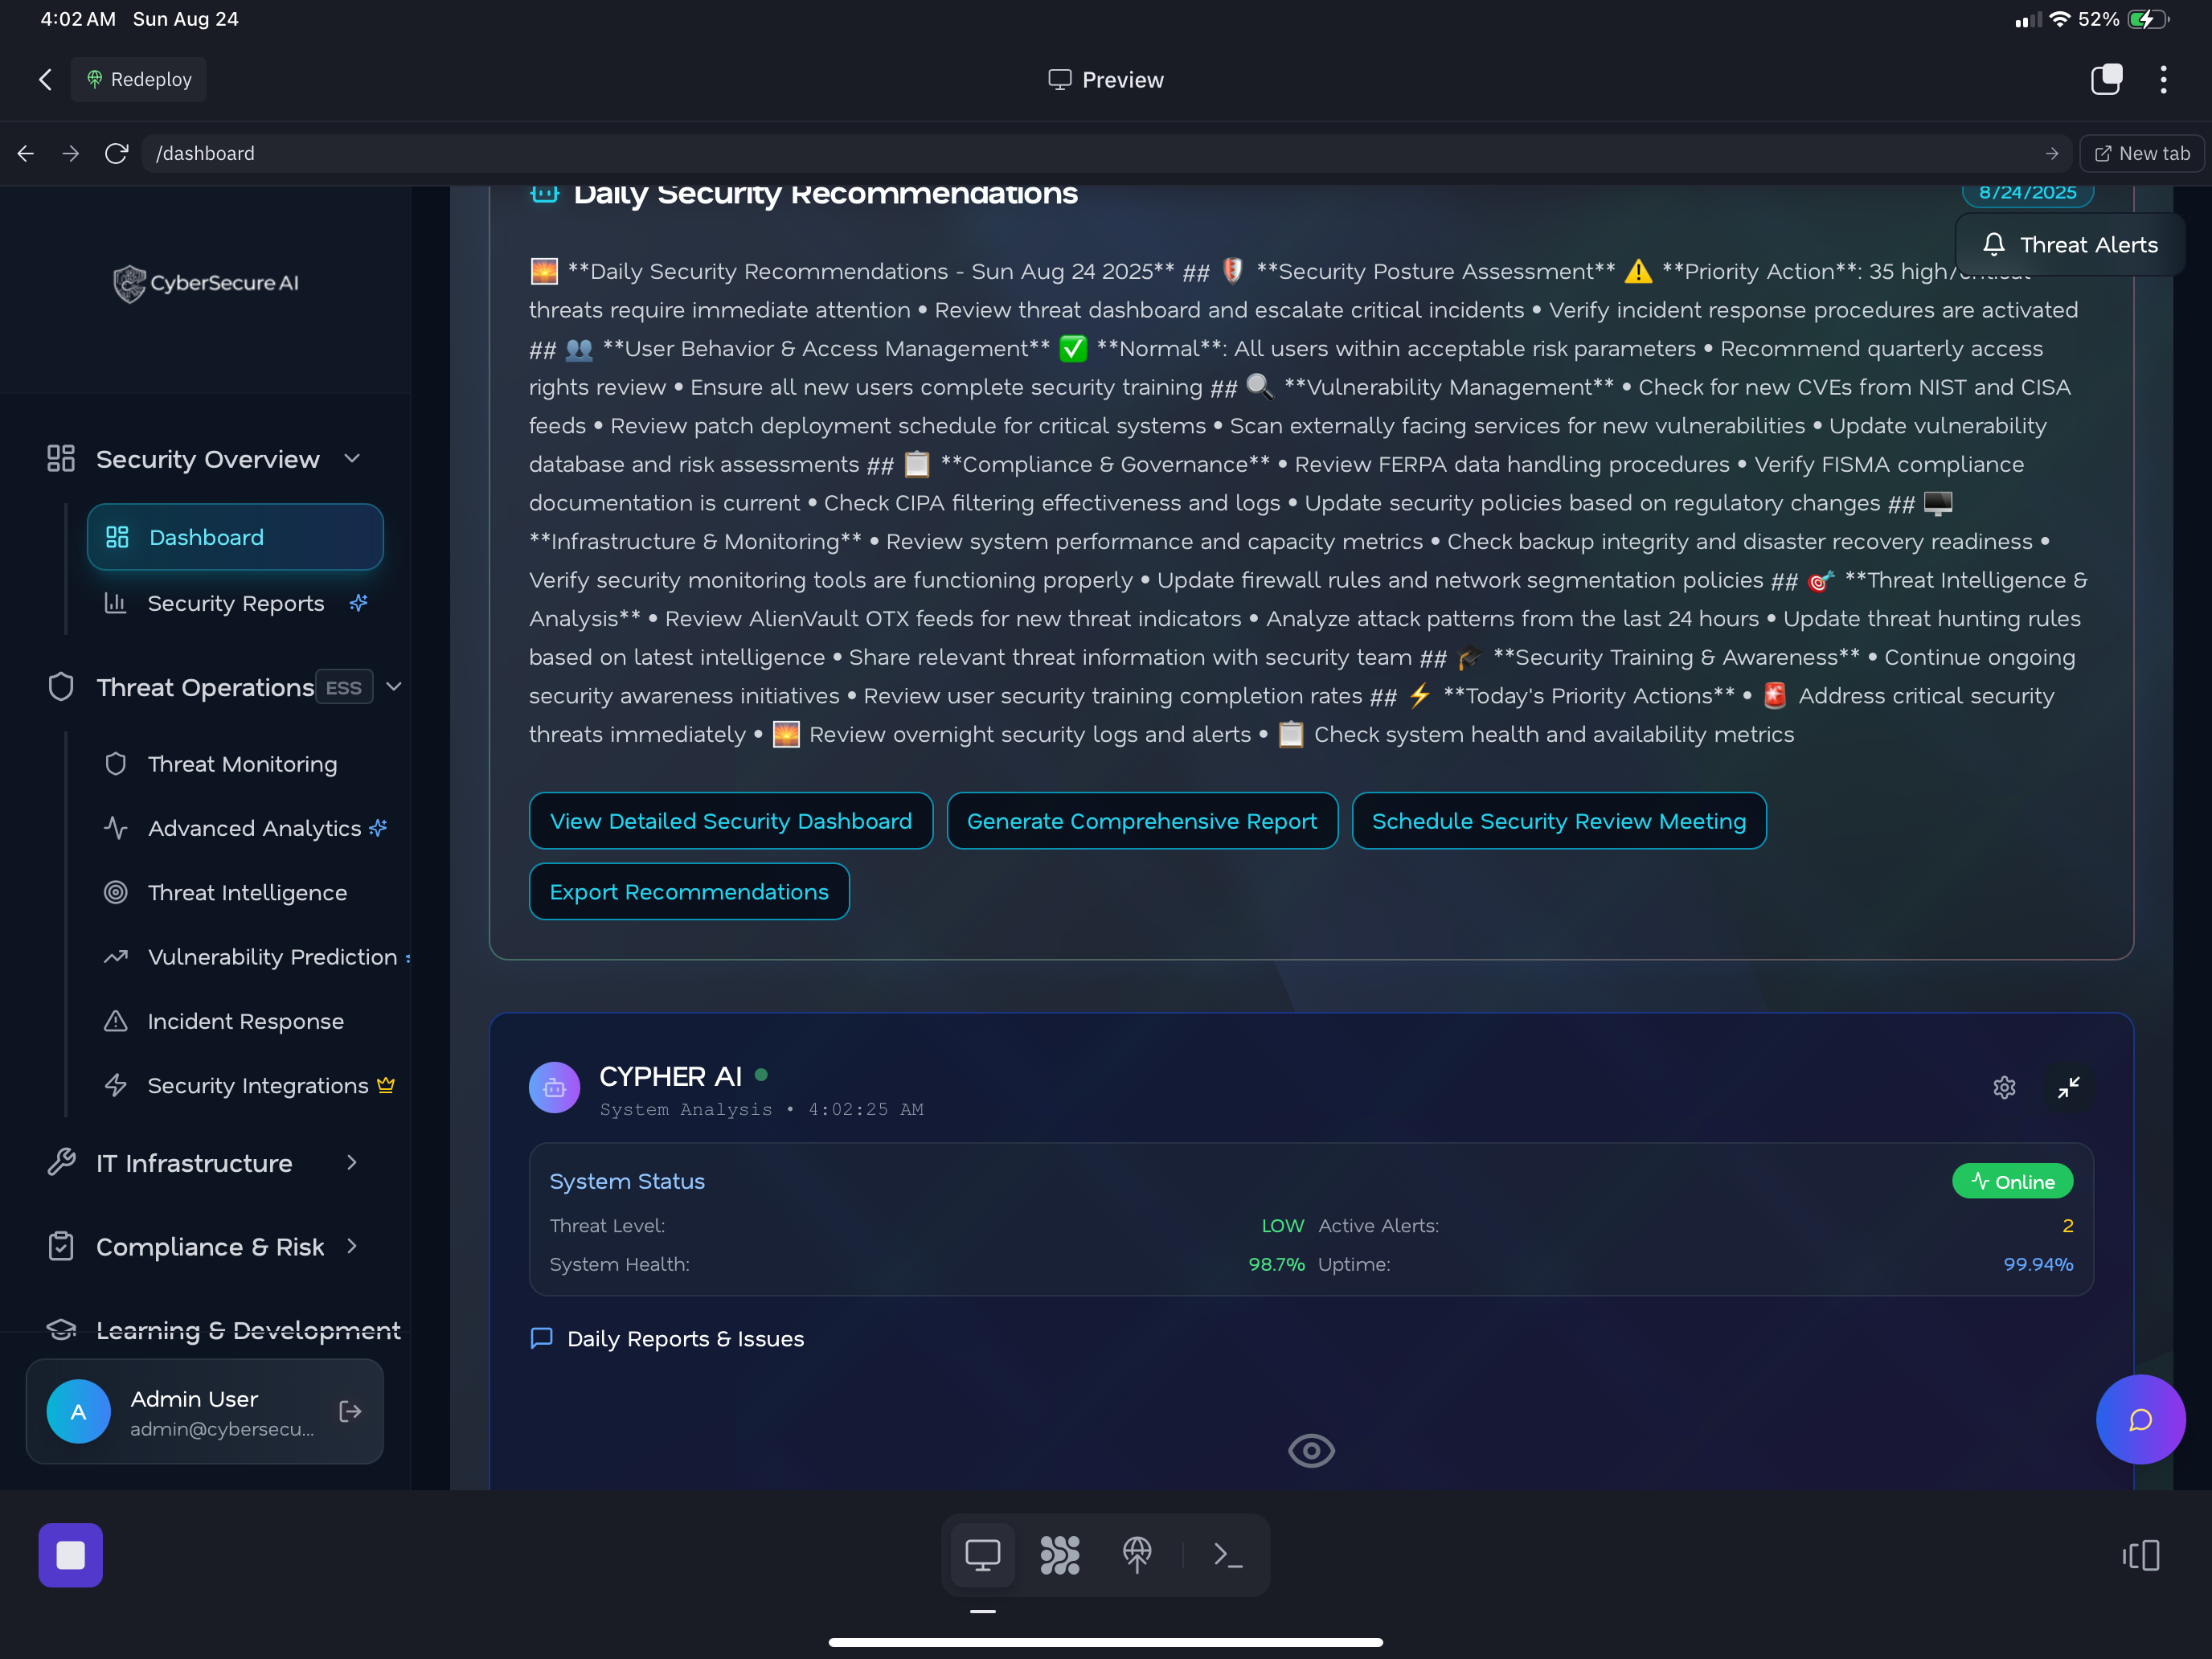 4:02 AM Sun Aug 24
52%
Redeploy
Preview
/dashboard
New tab
CyberSecure AI
Security Overview
Dashboard
Security Reports
Threat Operations ESS
Threat Monitoring
Advanced Analytics
Threat Intelligence
Vulnerability Prediction
Incident Response
Security Integrations
IT Infrastructure
Compliance & Risk
Learning & Development
A
Admin User
admin@cybersecu...
Daily Security Recommendations
8/24/2025
Threat Alerts
🌅 **Daily Security Recommendations - Sun Aug 24 2025** ## 🛡️ **Security Posture Assessment** ⚠️ **Priority Action**: 35 high/critical
threats require immediate attention • Review threat dashboard and escalate critical incidents • Verify incident response procedures are activated
## 👥 **User Behavior & Access Management** ✅ **Normal**: All users within acceptable risk parameters • Recommend quarterly access
rights review • Ensure all new users complete security training ## 🔍 **Vulnerability Management** • Check for new CVEs from NIST and CISA
feeds • Review patch deployment schedule for critical systems • Scan externally facing services for new vulnerabilities • Update vulnerability
database and risk assessments ## 📋 **Compliance & Governance** • Review FERPA data handling procedures • Verify FISMA compliance
documentation is current • Check CIPA filtering effectiveness and logs • Update security policies based on regulatory changes ## 🖥️
**Infrastructure & Monitoring** • Review system performance and capacity metrics • Check backup integrity and disaster recovery readiness •
Verify security monitoring tools are functioning properly • Update firewall rules and network segmentation policies ## 🎯 **Threat Intelligence &
Analysis** • Review AlienVault OTX feeds for new threat indicators • Analyze attack patterns from the last 24 hours • Update threat hunting rules
based on latest intelligence • Share relevant threat information with security team ## 🎓 **Security Training & Awareness** • Continue ongoing
security awareness initiatives • Review user security training completion rates ## ⚡ **Today's Priority Actions** • 🚨 Address critical security
threats immediately • 🌅 Review overnight security logs and alerts • 📋 Check system health and availability metrics
View Detailed Security Dashboard
Generate Comprehensive Report
Schedule Security Review Meeting
Export Recommendations
CYPHER AI
System Analysis • 4:02:25 AM
System Status
Online
Threat Level: LOW Active Alerts: 2
System Health: 98.7% Uptime: 99.94%
Daily Reports & Issues